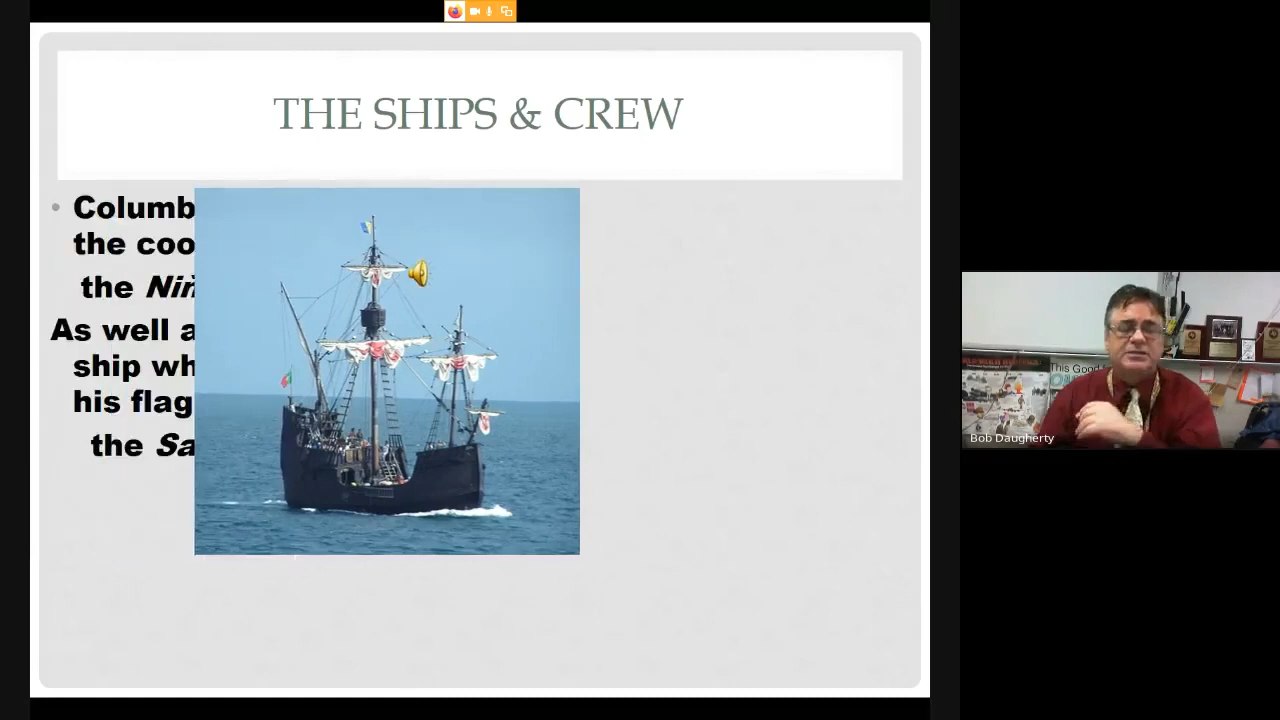 THE SHIPS & CREW
Columb
the coo
the Niñ
As well a
ship wh
his flag
the Sa
This Good
Bob Daugherty